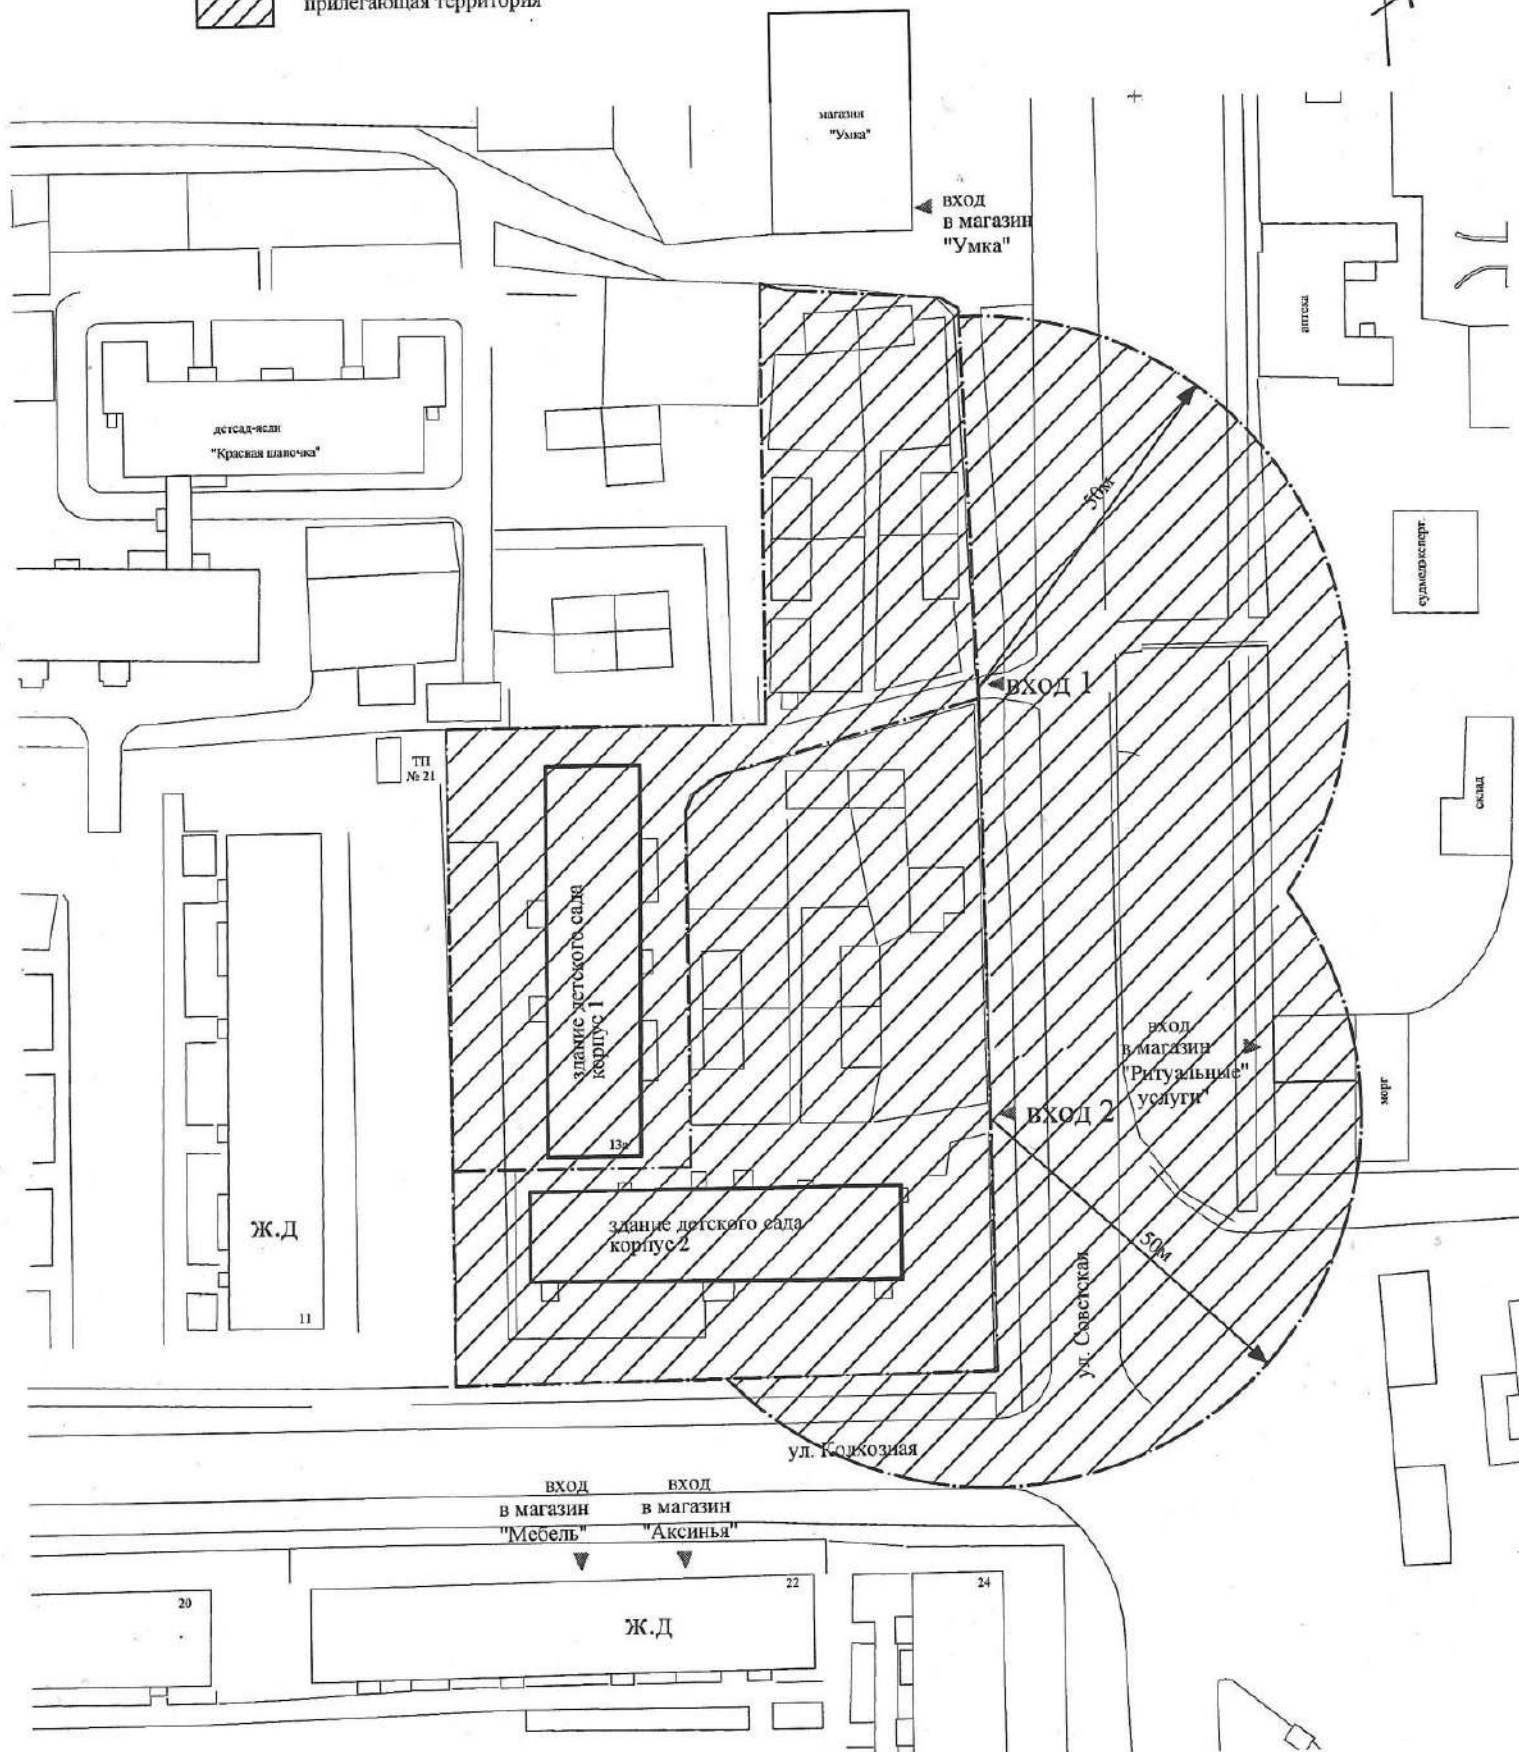 прилегающая территория
магазин
"Умка"
вход
в магазин
"Умка"
аптека
детсад-ясли
"Красная шапочка"
50м
судмедэксперт.
ВХОД 1
ТП
№ 21
склад
здание детского сада
корпус 1
13а
вход
в магазин
"Ритуальные"
услуги"
ВХОД 2
морг
здание детского сада
корпус 2
Ж.Д
11
50м
ул. Советская
ул. Колхозная
вход
в магазин
"Мебель"
вход
в магазин
"Аксинья"
20
22
Ж.Д
24